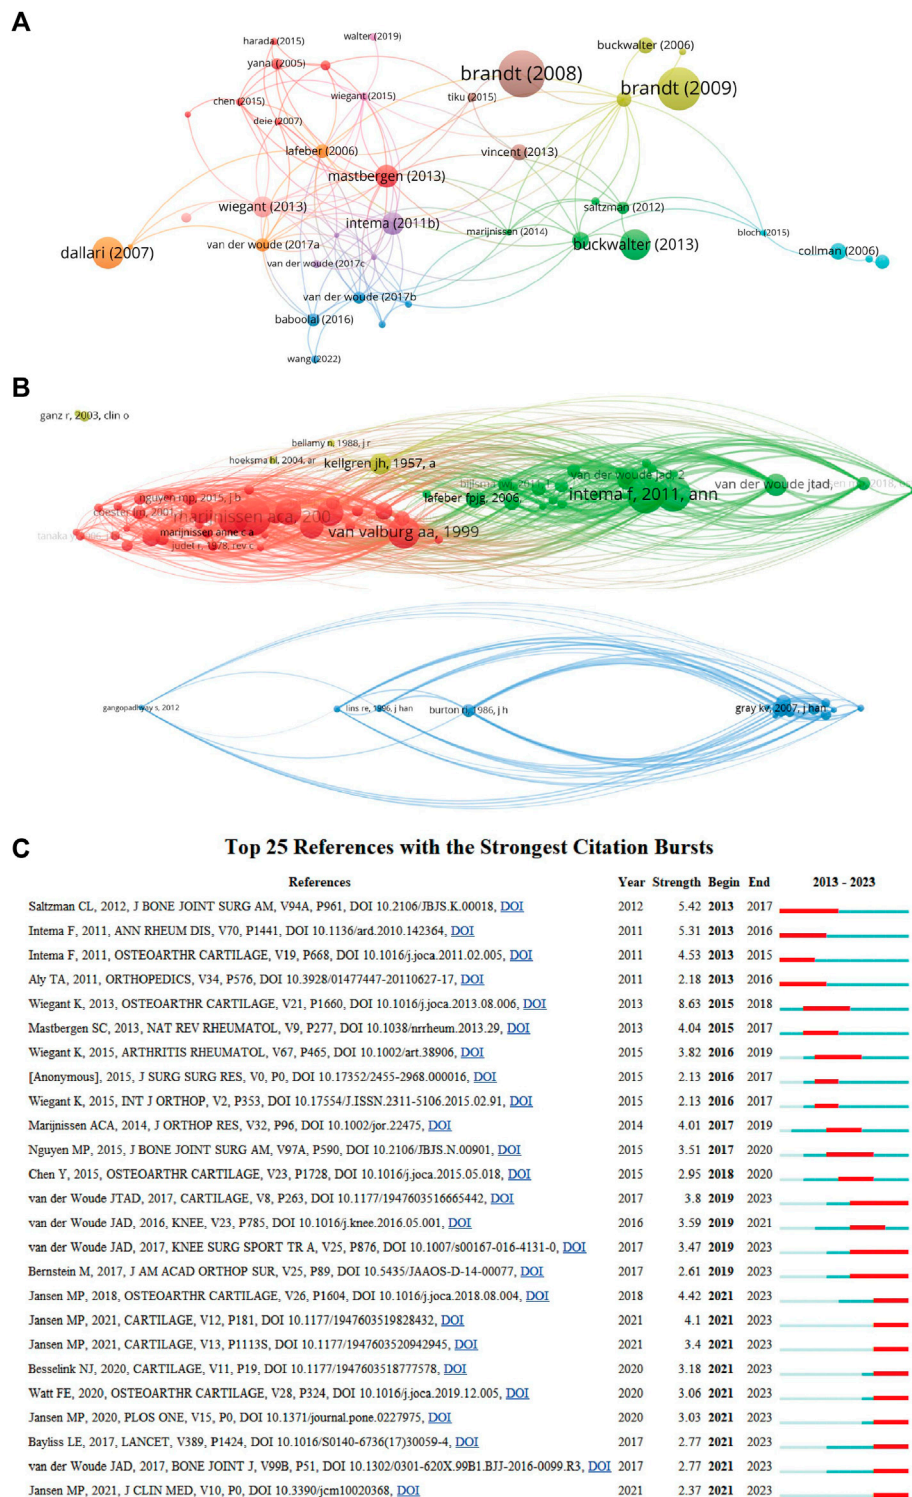 A
harada (2015)
walter (2019)
buckwalter (2006)
yanai (2005)
brandt (2008)
brandt (2009)
wiegant (2015)
tiku (2015)
chen (2015)
deie (2007)
lafeber (2006)
vincent (2013)
mastbergen (2013)
wiegant (2013)
saltzman (2012)
intema (2011b)
marijnissen (2014)
bloch (2015)
dallari (2007)
van der woude (2017a
buckwalter (2013)
collman (2006)
van der woude (2017c
van der woude (2017b
baboolal (2016)
wang (2022)
B
ganz r, 2003, clin o
bellamy n, 1988, j r
hoeksma hl, 2004, ar
kellgren jh, 1957, a
van der woude jad, 2
van der woude jtad,
nguyen mp, 2015, j b
lafeber fpjg, 2006,
intema f, 2011, ann
marijnissen aca, 200
marijnissen anne c a
van valburg aa, 1999
judet r, 1978, rev c
gangopadhyay s, 2012
lins re, 1996, j han
burton ri, 1986, j h
gray kv, 2007, j han
C
Top 25 References with the Strongest Citation Bursts
References Year Strength Begin End 2013 - 2023
Saltzman CL, 2012, J BONE JOINT SURG AM, V94A, P961, DOI 10.2106/JBJS.K.00018, DOI 2012 5.42 2013 2017
Intema F, 2011, ANN RHEUM DIS, V70, P1441, DOI 10.1136/ard.2010.142364, DOI 2011 5.31 2013 2016
Intema F, 2011, OSTEOARTHR CARTILAGE, V19, P668, DOI 10.1016/j.joca.2011.02.005, DOI 2011 4.53 2013 2015
Aly TA, 2011, ORTHOPEDICS, V34, P576, DOI 10.3928/01477447-20110627-17, DOI 2011 2.18 2013 2016
Wiegant K, 2013, OSTEOARTHR CARTILAGE, V21, P1660, DOI 10.1016/j.joca.2013.08.006, DOI 2013 8.63 2015 2018
Mastbergen SC, 2013, NAT REV RHEUMATOL, V9, P277, DOI 10.1038/nrrheum.2013.29, DOI 2013 4.04 2015 2017
Wiegant K, 2015, ARTHRITIS RHEUMATOL, V67, P465, DOI 10.1002/art.38906, DOI 2015 3.82 2016 2019
[Anonymous], 2015, J SURG SURG RES, V0, P0, DOI 10.17352/2455-2968.000016, DOI 2015 2.13 2016 2017
Wiegant K, 2015, INT J ORTHOP, V2, P353, DOI 10.17554/J.ISSN.2311-5106.2015.02.91, DOI 2015 2.13 2016 2017
Marijnissen ACA, 2014, J ORTHOP RES, V32, P96, DOI 10.1002/jor.22475, DOI 2014 4.01 2017 2019
Nguyen MP, 2015, J BONE JOINT SURG AM, V97A, P590, DOI 10.2106/JBJS.N.00901, DOI 2015 3.51 2017 2020
Chen Y, 2015, OSTEOARTHR CARTILAGE, V23, P1728, DOI 10.1016/j.joca.2015.05.018, DOI 2015 2.95 2018 2020
van der Woude JTAD, 2017, CARTILAGE, V8, P263, DOI 10.1177/1947603516665442, DOI 2017 3.8 2019 2023
van der Woude JAD, 2016, KNEE, V23, P785, DOI 10.1016/j.knee.2016.05.001, DOI 2016 3.59 2019 2021
van der Woude JAD, 2017, KNEE SURG SPORT TR A, V25, P876, DOI 10.1007/s00167-016-4131-0, DOI 2017 3.47 2019 2023
Bernstein M, 2017, J AM ACAD ORTHOP SUR, V25, P89, DOI 10.5435/JAAOS-D-14-00077, DOI 2017 2.61 2019 2023
Jansen MP, 2018, OSTEOARTHR CARTILAGE, V26, P1604, DOI 10.1016/j.joca.2018.08.004, DOI 2018 4.42 2021 2023
Jansen MP, 2021, CARTILAGE, V12, P181, DOI 10.1177/1947603519828432, DOI 2021 4.1 2021 2023
Jansen MP, 2021, CARTILAGE, V13, P1113S, DOI 10.1177/1947603520942945, DOI 2021 3.4 2021 2023
Besselink NJ, 2020, CARTILAGE, V11, P19, DOI 10.1177/1947603518777578, DOI 2020 3.18 2021 2023
Watt FE, 2020, OSTEOARTHR CARTILAGE, V28, P324, DOI 10.1016/j.joca.2019.12.005, DOI 2020 3.06 2021 2023
Jansen MP, 2020, PLOS ONE, V15, P0, DOI 10.1371/journal.pone.0227975, DOI 2020 3.03 2021 2023
Bayliss LE, 2017, LANCET, V389, P1424, DOI 10.1016/S0140-6736(17)30059-4, DOI 2017 2.77 2021 2023
van der Woude JAD, 2017, BONE JOINT J, V99B, P51, DOI 10.1302/0301-620X.99B1.BJJ-2016-0099.R3, DOI 2017 2.77 2021 2023
Jansen MP, 2021, J CLIN MED, V10, P0, DOI 10.3390/jcm10020368, DOI 2021 2.37 2021 2023